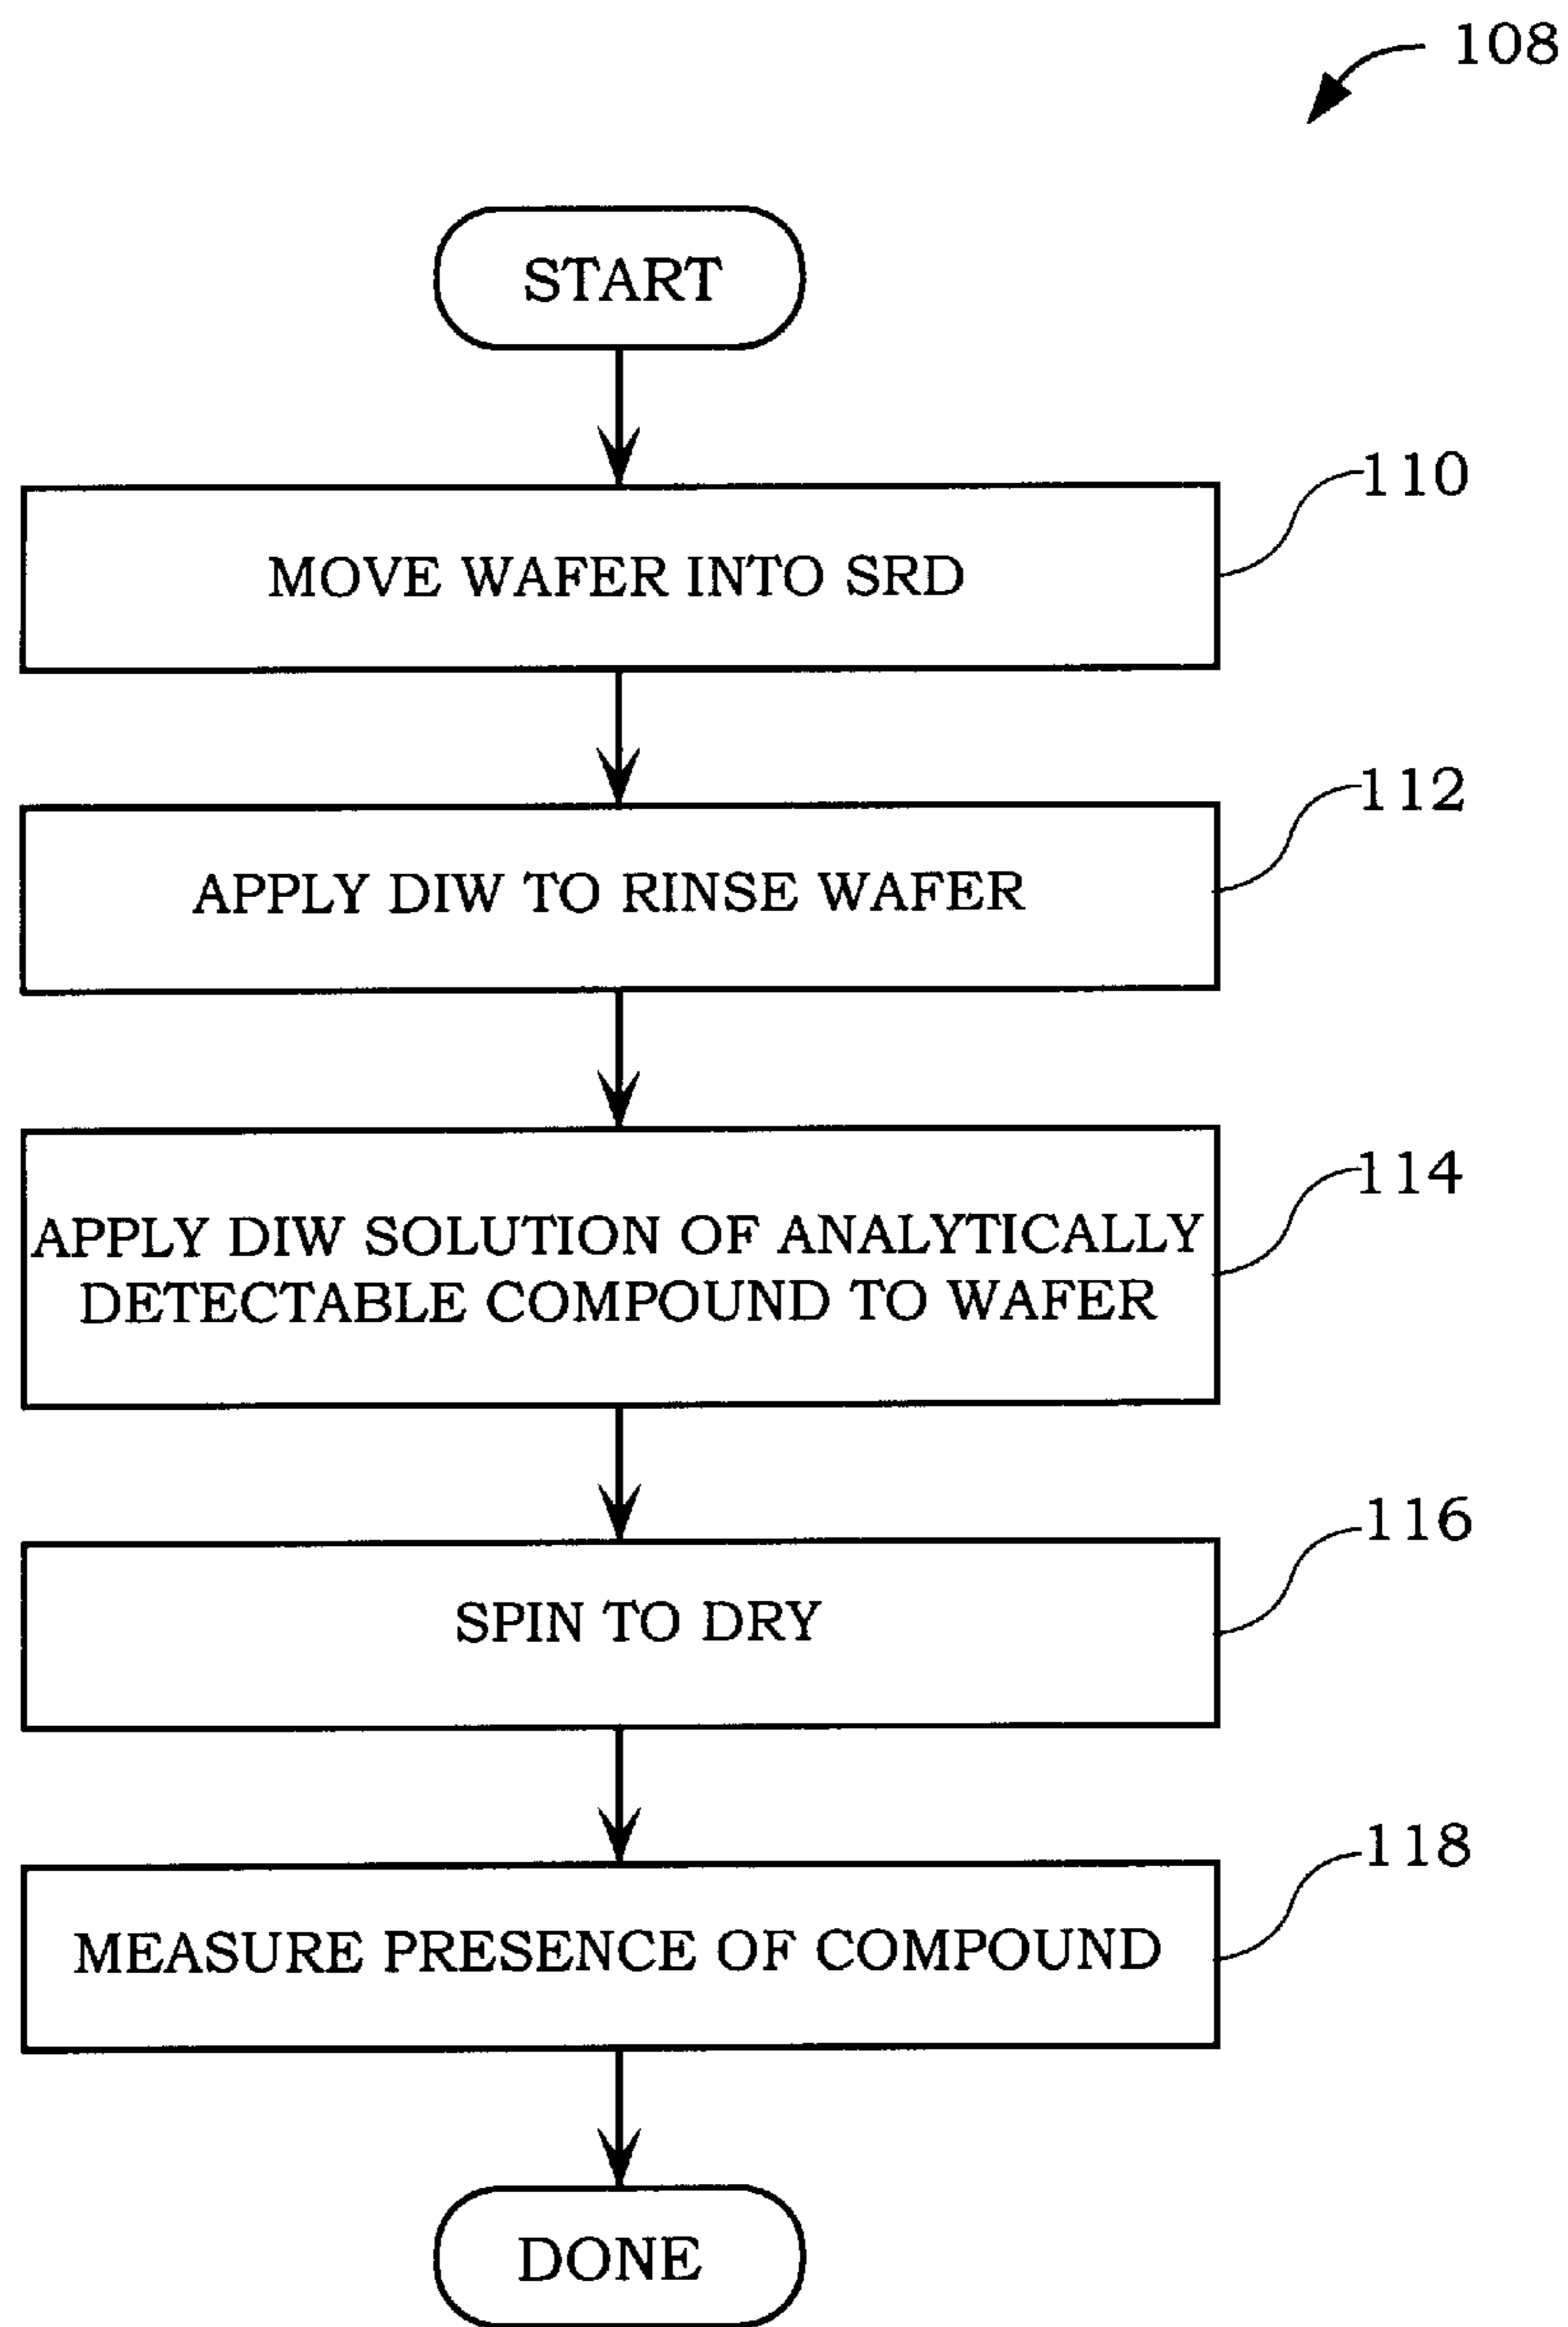 108
START
110
MOVE WAFER INTO SRD
112
APPLY DIW TO RINSE WAFER
114
APPLY DIW SOLUTION OF ANALYTICALLY
DETECTABLE COMPOUND TO WAFER
116
SPIN TO DRY
118
MEASURE PRESENCE OF COMPOUND
DONE